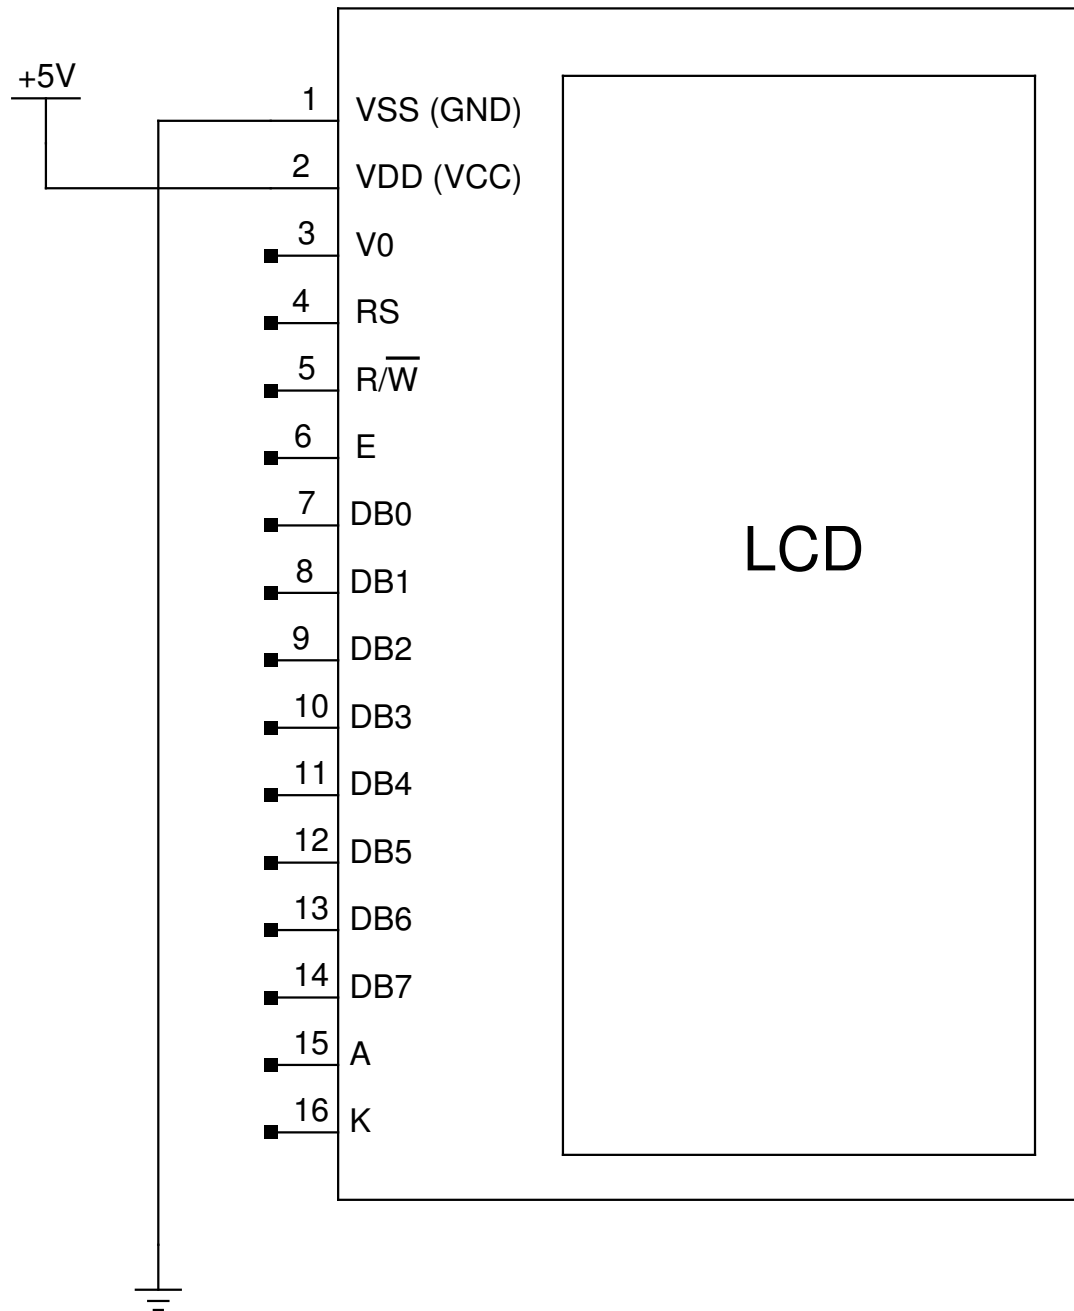 +5V
1 VSS (GND)
2 VDD (VCC)
3 V0
4 RS
5 R/W̅
6 E
7 DB0
8 DB1
9 DB2
10 DB3
11 DB4
12 DB5
13 DB6
14 DB7
15 A
16 K
LCD